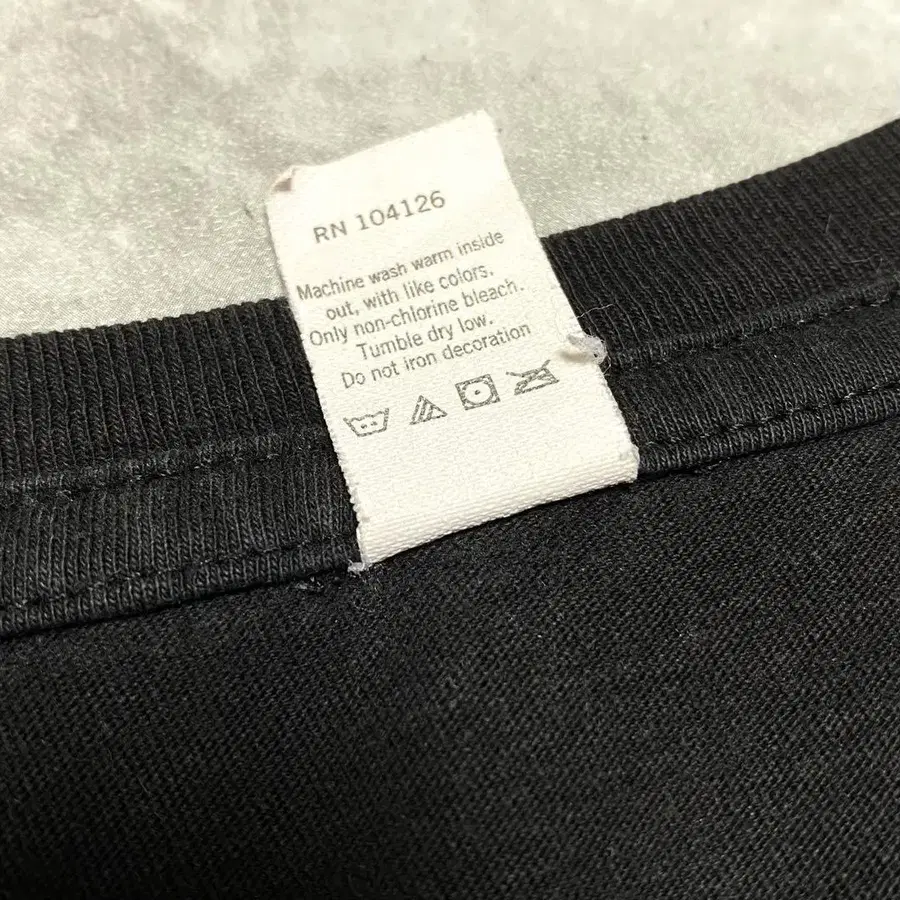 RN 104126
Machine wash warm inside
out, with like colors.
Only non-chlorine bleach.
Tumble dry low.
Do not iron decoration